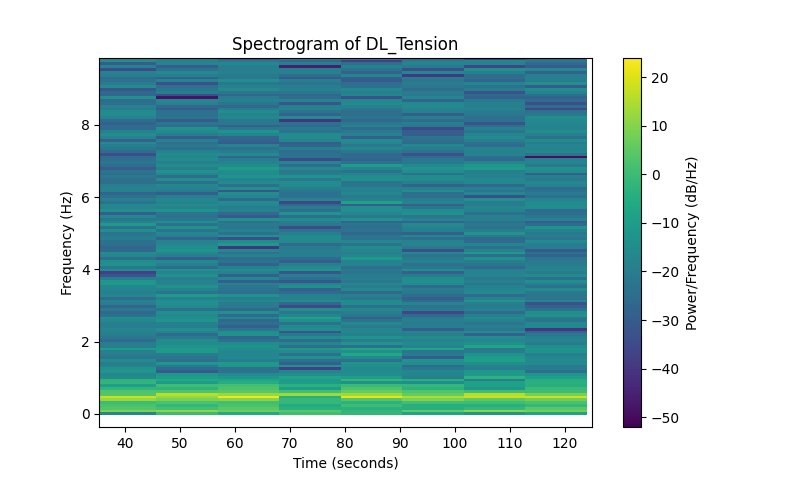 Spectrogram of DL_Tension
Frequency (Hz)
8
6
4
2
0
40 50 60 70 80 90 100 110 120
Time (seconds)
20
10
0
−10
−20
−30
−40
−50
Power/Frequency (dB/Hz)